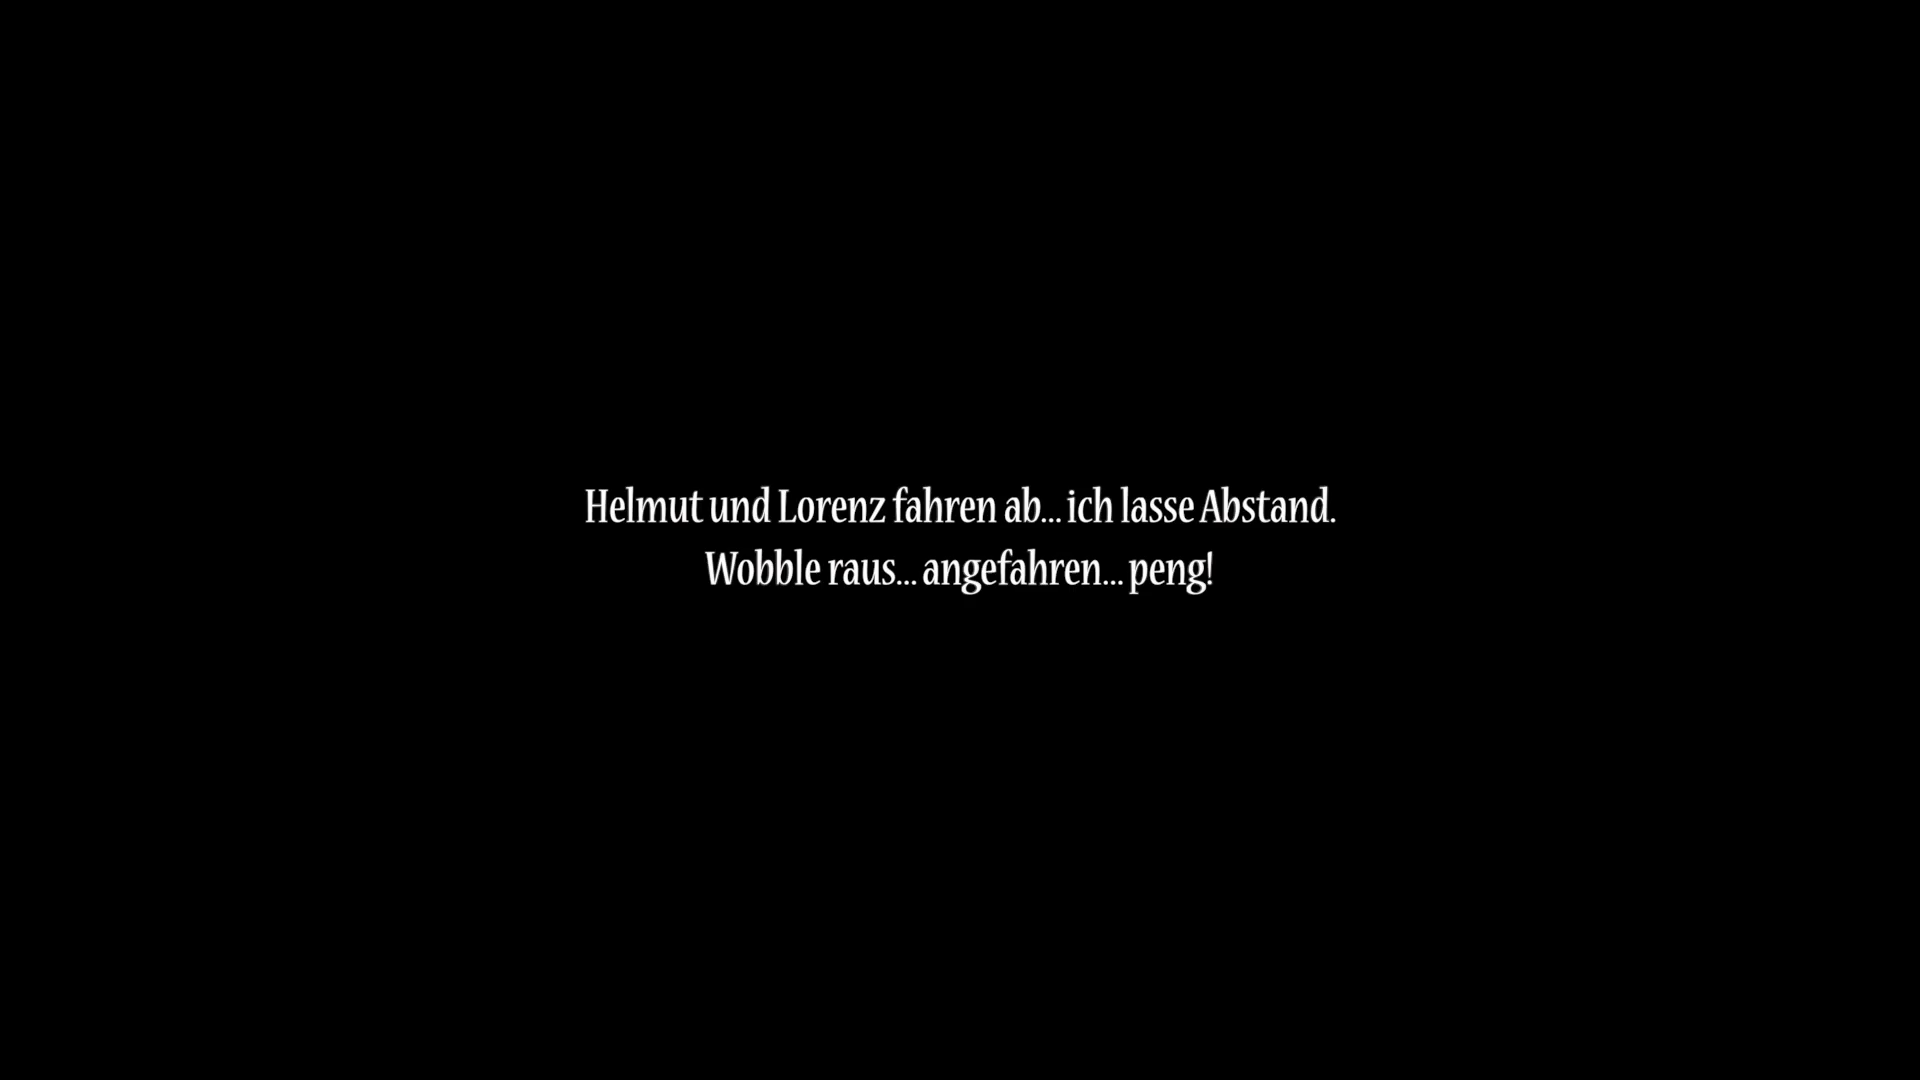 Helmut und Lorenz fahren ab... ich lasse Abstand.
Wobble raus... angefahren... peng!